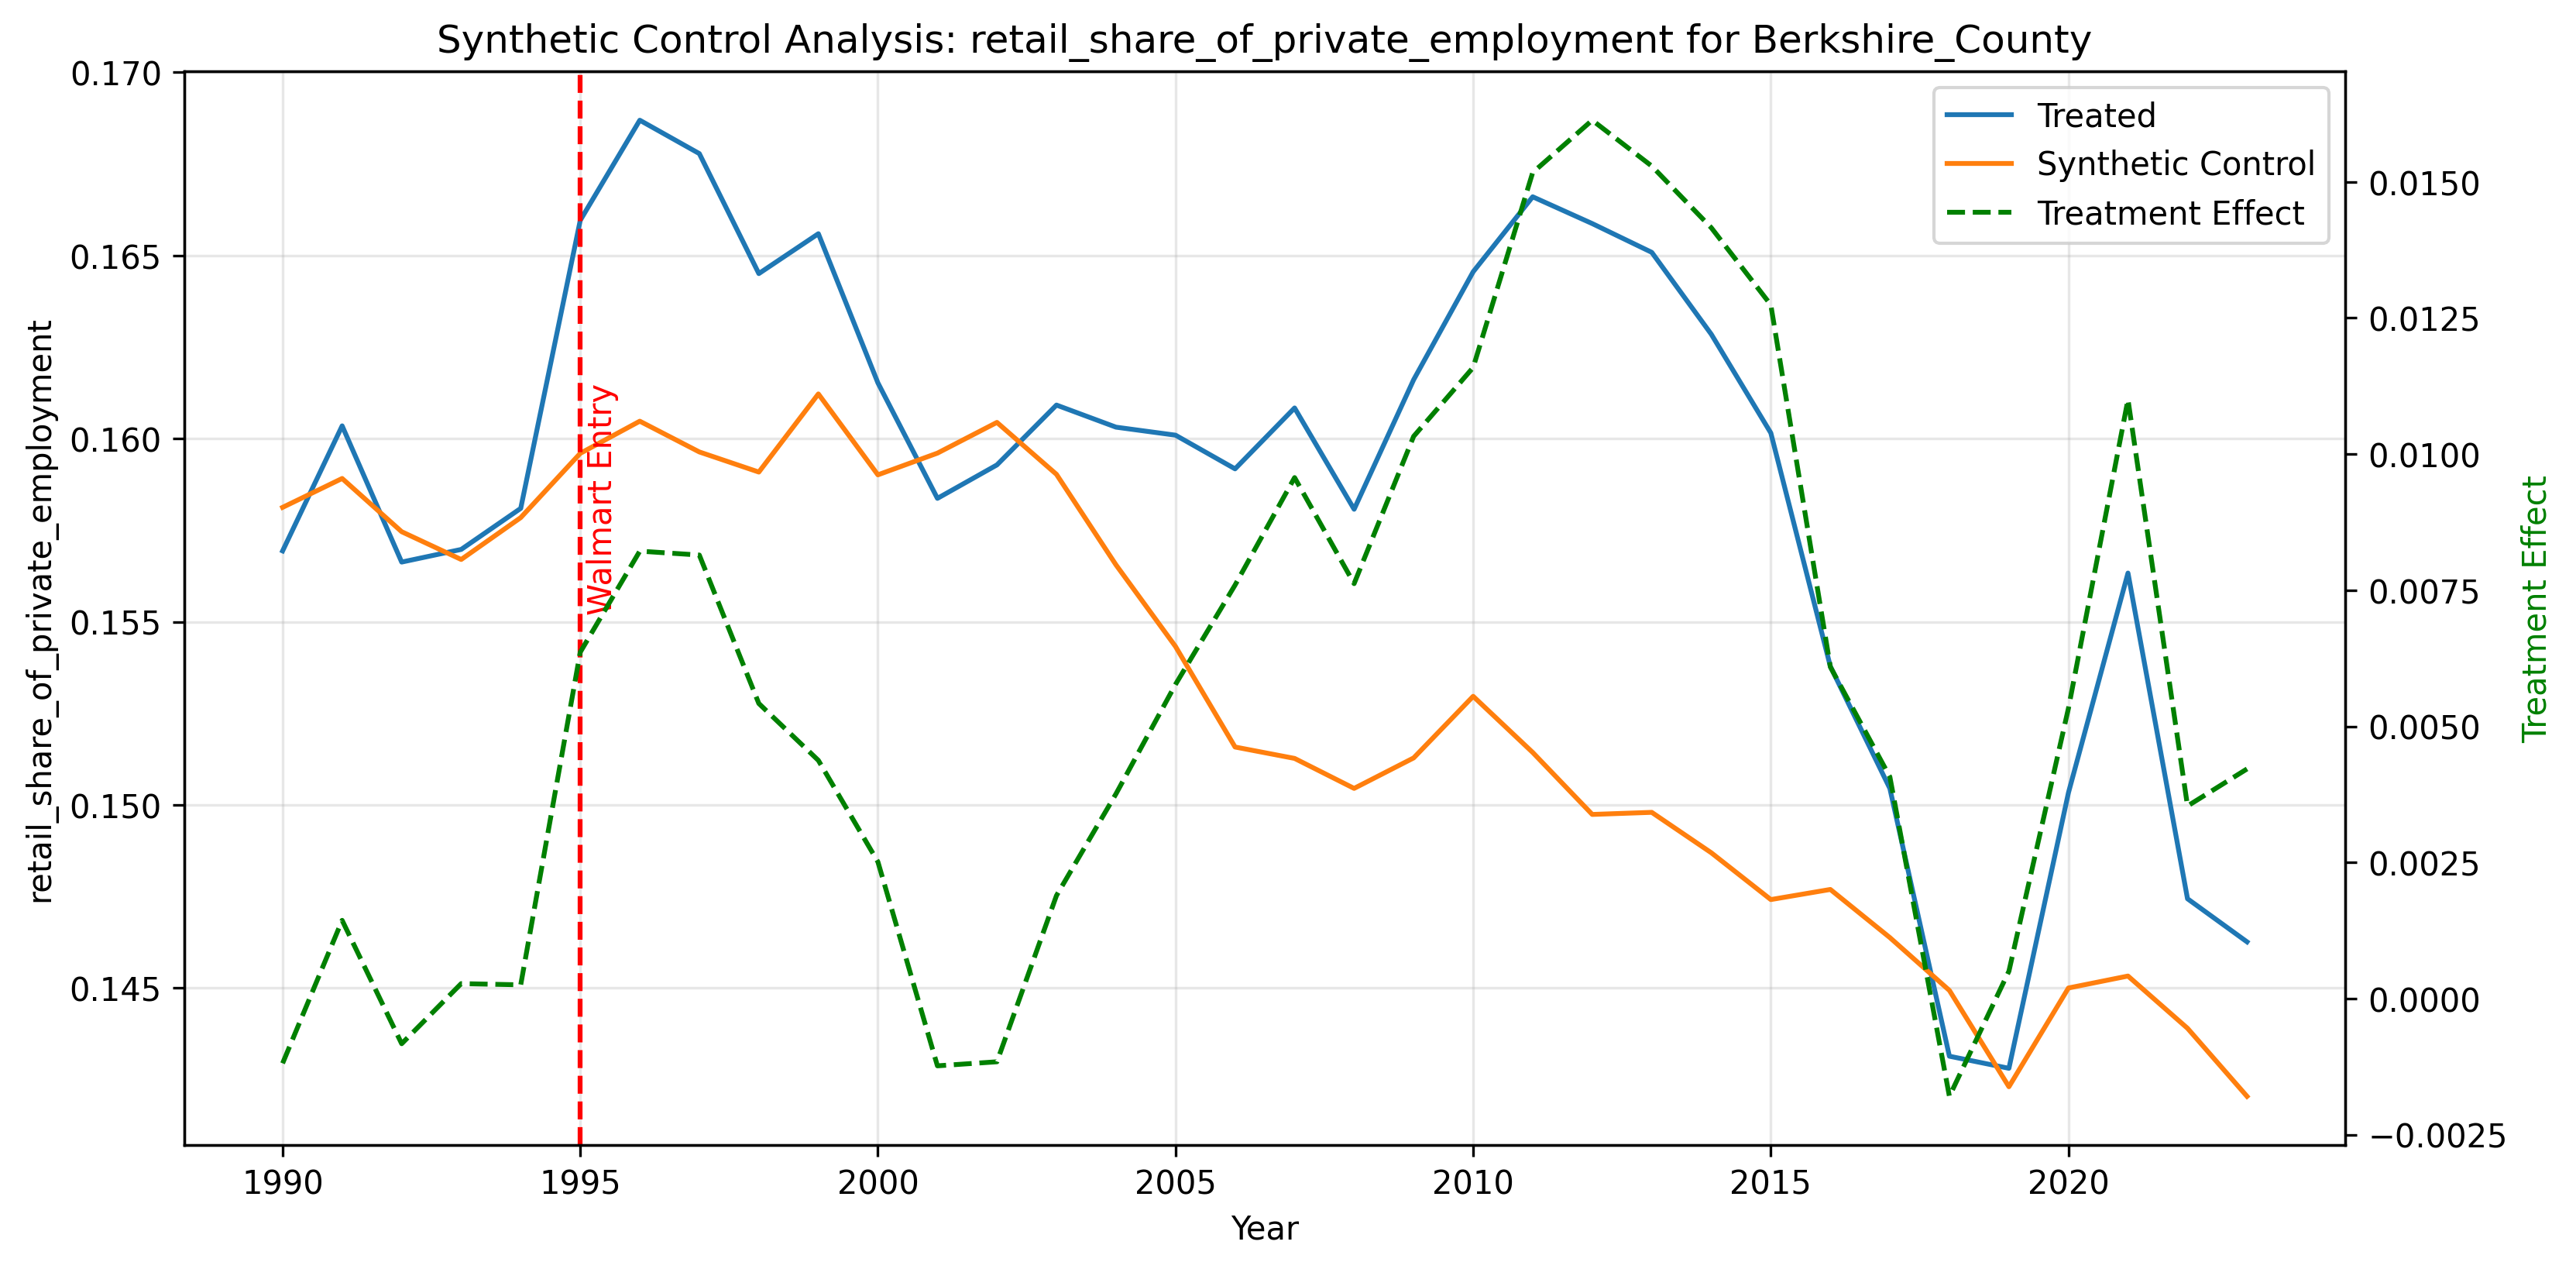 Synthetic Control Analysis: retail_share_of_private_employment for Berkshire_County
retail_share_of_private_employment
0.170
0.165
0.160
0.155
0.150
0.145
Walmart Entry
Treated
Synthetic Control
Treatment Effect
0.0150
0.0125
0.0100
0.0075
0.0050
0.0025
0.0000
−0.0025
Treatment Effect
1990 1995 2000 2005 2010 2015 2020
Year